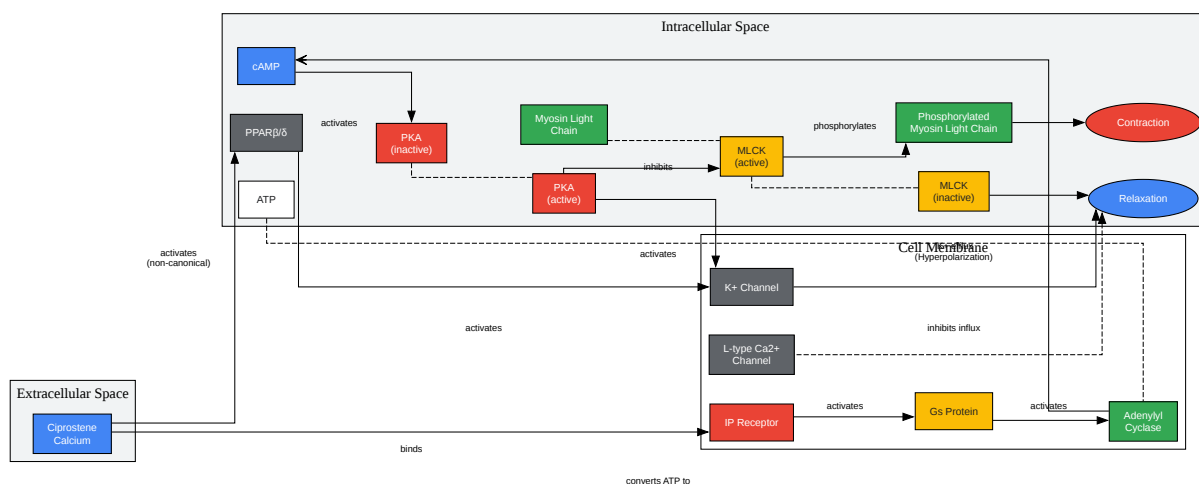 Intracellular Space
cAMP
PPARβ/δ
activates
PKA
(inactive)
Myosin Light
Chain
MLCK
(active)
phosphorylates
Phosphorylated
Myosin Light Chain
Contraction
inhibits
PKA
(active)
MLCK
(inactive)
Relaxation
ATP
activates
(non-canonical)
activates
Cell Membrane
(Hyperpolarization)
K+ Channel
activates
inhibits influx
L-type Ca2+
Channel
Extracellular Space
Ciprostene
Calcium
binds
IP Receptor
activates
Gs Protein
activates
Adenylyl
Cyclase
converts ATP to